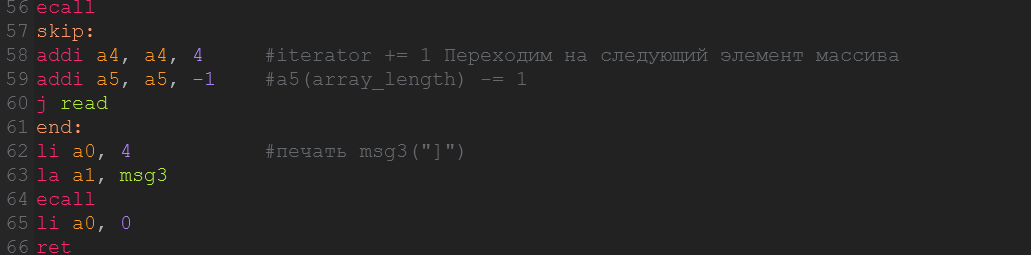 56 ecall
57 skip:
58 addi a4, a4, 4 #iterator += 1 Переходим на следующий элемент массива
59 addi a5, a5, -1 #a5(array_length) -= 1
60 j read
61 end:
62 li a0, 4 #печать msg3("]")
63 la a1, msg3
64 ecall
65 li a0, 0
66 ret